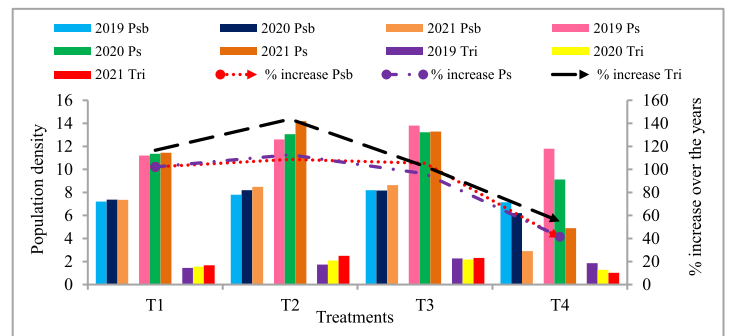 2019 Psb 2020 Psb 2021 Psb 2019 Ps
2020 Ps 2021 Ps 2019 Tri 2020 Tri
2021 Tri % increase Psb % increase Ps % increase Tri
Population density
16
14
12
10
8
6
4
2
0
160
140
120
100
80
60
40
20
0
% increase over the years
T1 T2 T3 T4
Treatments